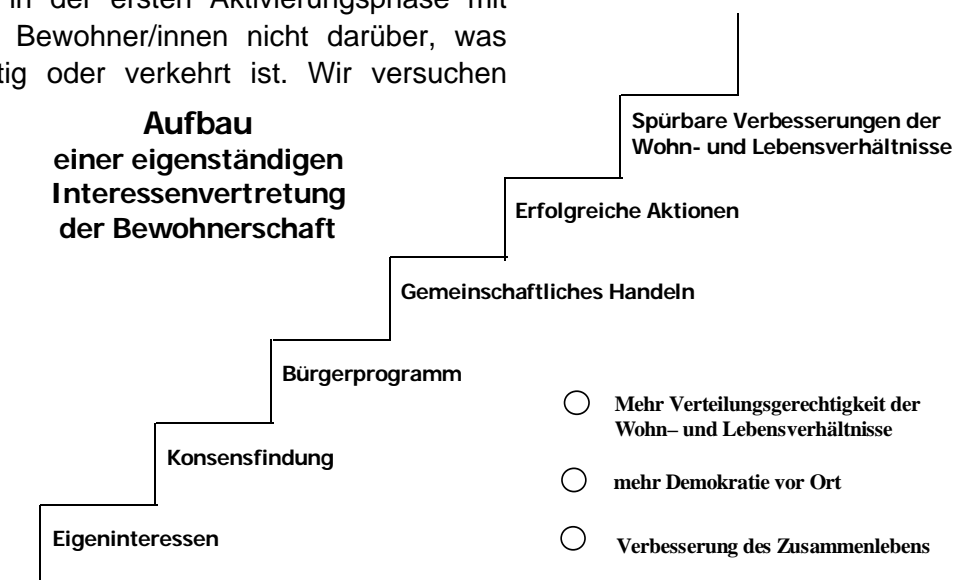 in der ersten Aktivierungsphase mit
Bewohner/innen nicht darüber, was
tig oder verkehrt ist. Wir versuchen
Aufbau
einer eigenständigen
Interessenvertretung
der Bewohnerschaft
Spürbare Verbesserungen der
Wohn- und Lebensverhältnisse
Erfolgreiche Aktionen
Gemeinschaftliches Handeln
Bürgerprogramm
Konsensfindung
Eigeninteressen
Mehr Verteilungsgerechtigkeit der
Wohn– und Lebensverhältnisse
mehr Demokratie vor Ort
Verbesserung des Zusammenlebens